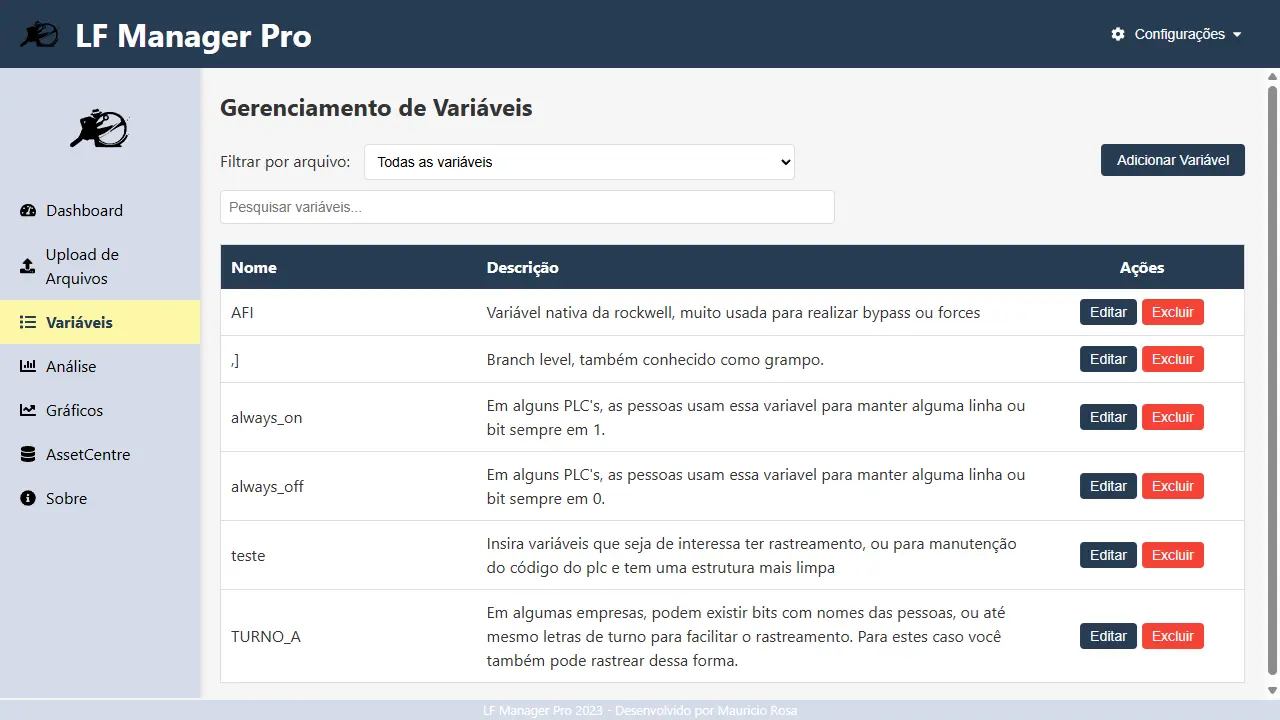 LF Manager Pro
Configurações
Dashboard
Upload de
Arquivos
Variáveis
Análise
Gráficos
AssetCentre
Sobre
Gerenciamento de Variáveis
Filtrar por arquivo: Todas as variáveis
Adicionar Variável
Pesquisar variáveis...
Nome Descrição Ações
AFI Variável nativa da rockwell, muito usada para realizar bypass ou forces Editar Excluir
,] Branch level, também conhecido como grampo. Editar Excluir
always_on Em alguns PLC's, as pessoas usam essa variavel para manter alguma linha ou
bit sempre em 1. Editar Excluir
always_off Em alguns PLC's, as pessoas usam essa variavel para manter alguma linha ou
bit sempre em 0. Editar Excluir
teste Insira variáveis que seja de interessa ter rastreamento, ou para manutenção
do código do plc e tem uma estrutura mais limpa Editar Excluir
Em algumas empresas, podem existir bits com nomes das pessoas, ou até
TURNO_A mesmo letras de turno para facilitar o rastreamento. Para estes caso você Editar Excluir
também pode rastrear dessa forma.
LF Manager Pro 2023 - Desenvolvido por Mauricio Rosa